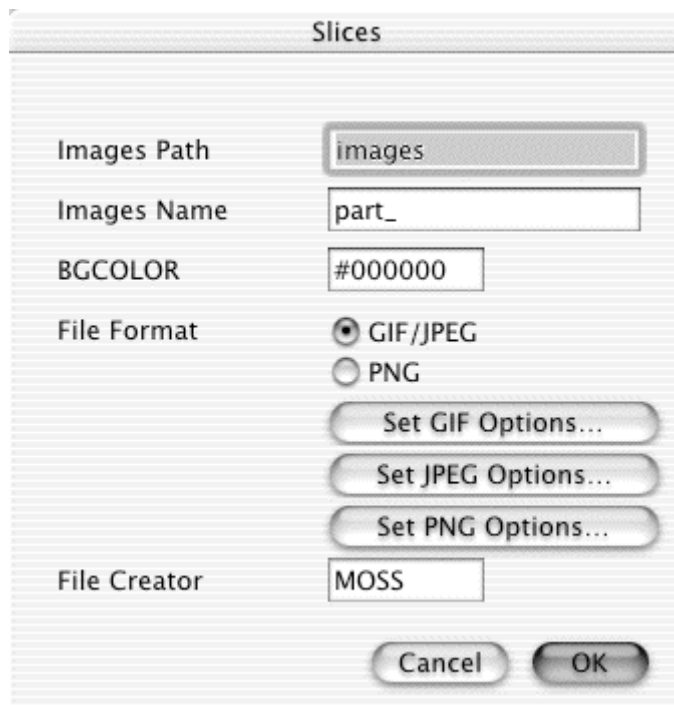 Slices
Images Path images
Images Name part_
BGCOLOR #000000
File Format GIF/JPEG
PNG
Set GIF Options...
Set JPEG Options...
Set PNG Options...
File Creator MOSS
Cancel OK